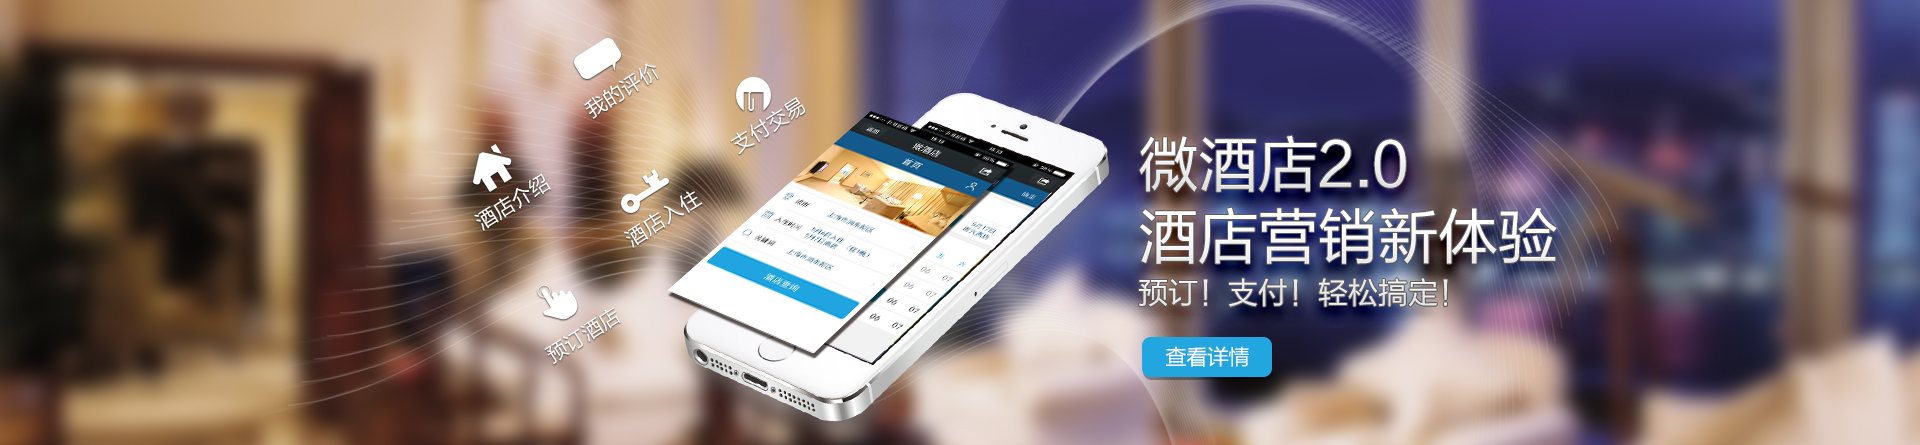 我的评价
支付交易
酒店介绍
酒店入住
预订酒店
微酒店
首页
酒店查询
微酒店2.0
酒店营销新体验
预订！支付！轻松搞定！
查看详情